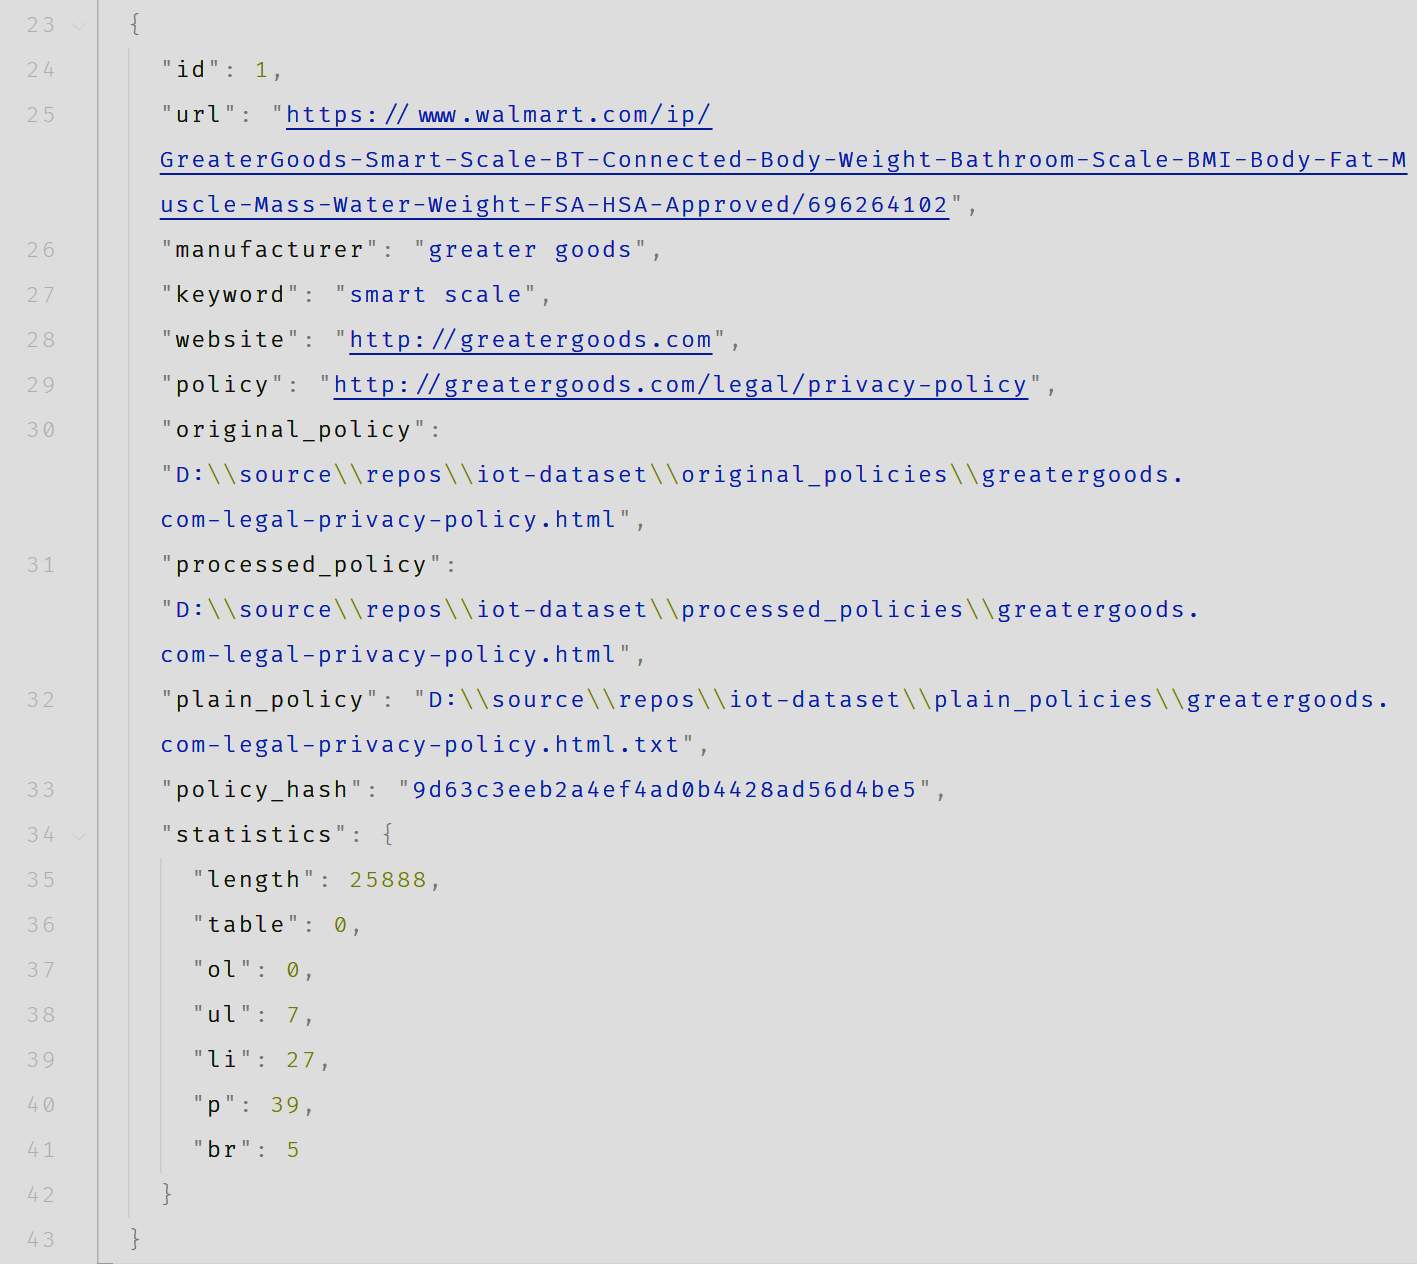 23 {
24 "id": 1,
25 "url": "https://www.walmart.com/ip/
GreaterGoods-Smart-Scale-BT-Connected-Body-Weight-Bathroom-Scale-BMI-Body-Fat-M
uscle-Mass-Water-Weight-FSA-HSA-Approved/696264102",
26 "manufacturer": "greater goods",
27 "keyword": "smart scale",
28 "website": "http://greatergoods.com",
29 "policy": "http://greatergoods.com/legal/privacy-policy",
30 "original_policy":
"D:\\source\\repos\\iot-dataset\\original_policies\\greatergoods.
com-legal-privacy-policy.html",
31 "processed_policy":
"D:\\source\\repos\\iot-dataset\\processed_policies\\greatergoods.
com-legal-privacy-policy.html",
32 "plain_policy": "D:\\source\\repos\\iot-dataset\\plain_policies\\greatergoods.
com-legal-privacy-policy.html.txt",
33 "policy_hash": "9d63c3eeb2a4ef4ad0b4428ad56d4be5",
34 "statistics": {
35 "length": 25888,
36 "table": 0,
37 "ol": 0,
38 "ul": 7,
39 "li": 27,
40 "p": 39,
41 "br": 5
42 }
43 }